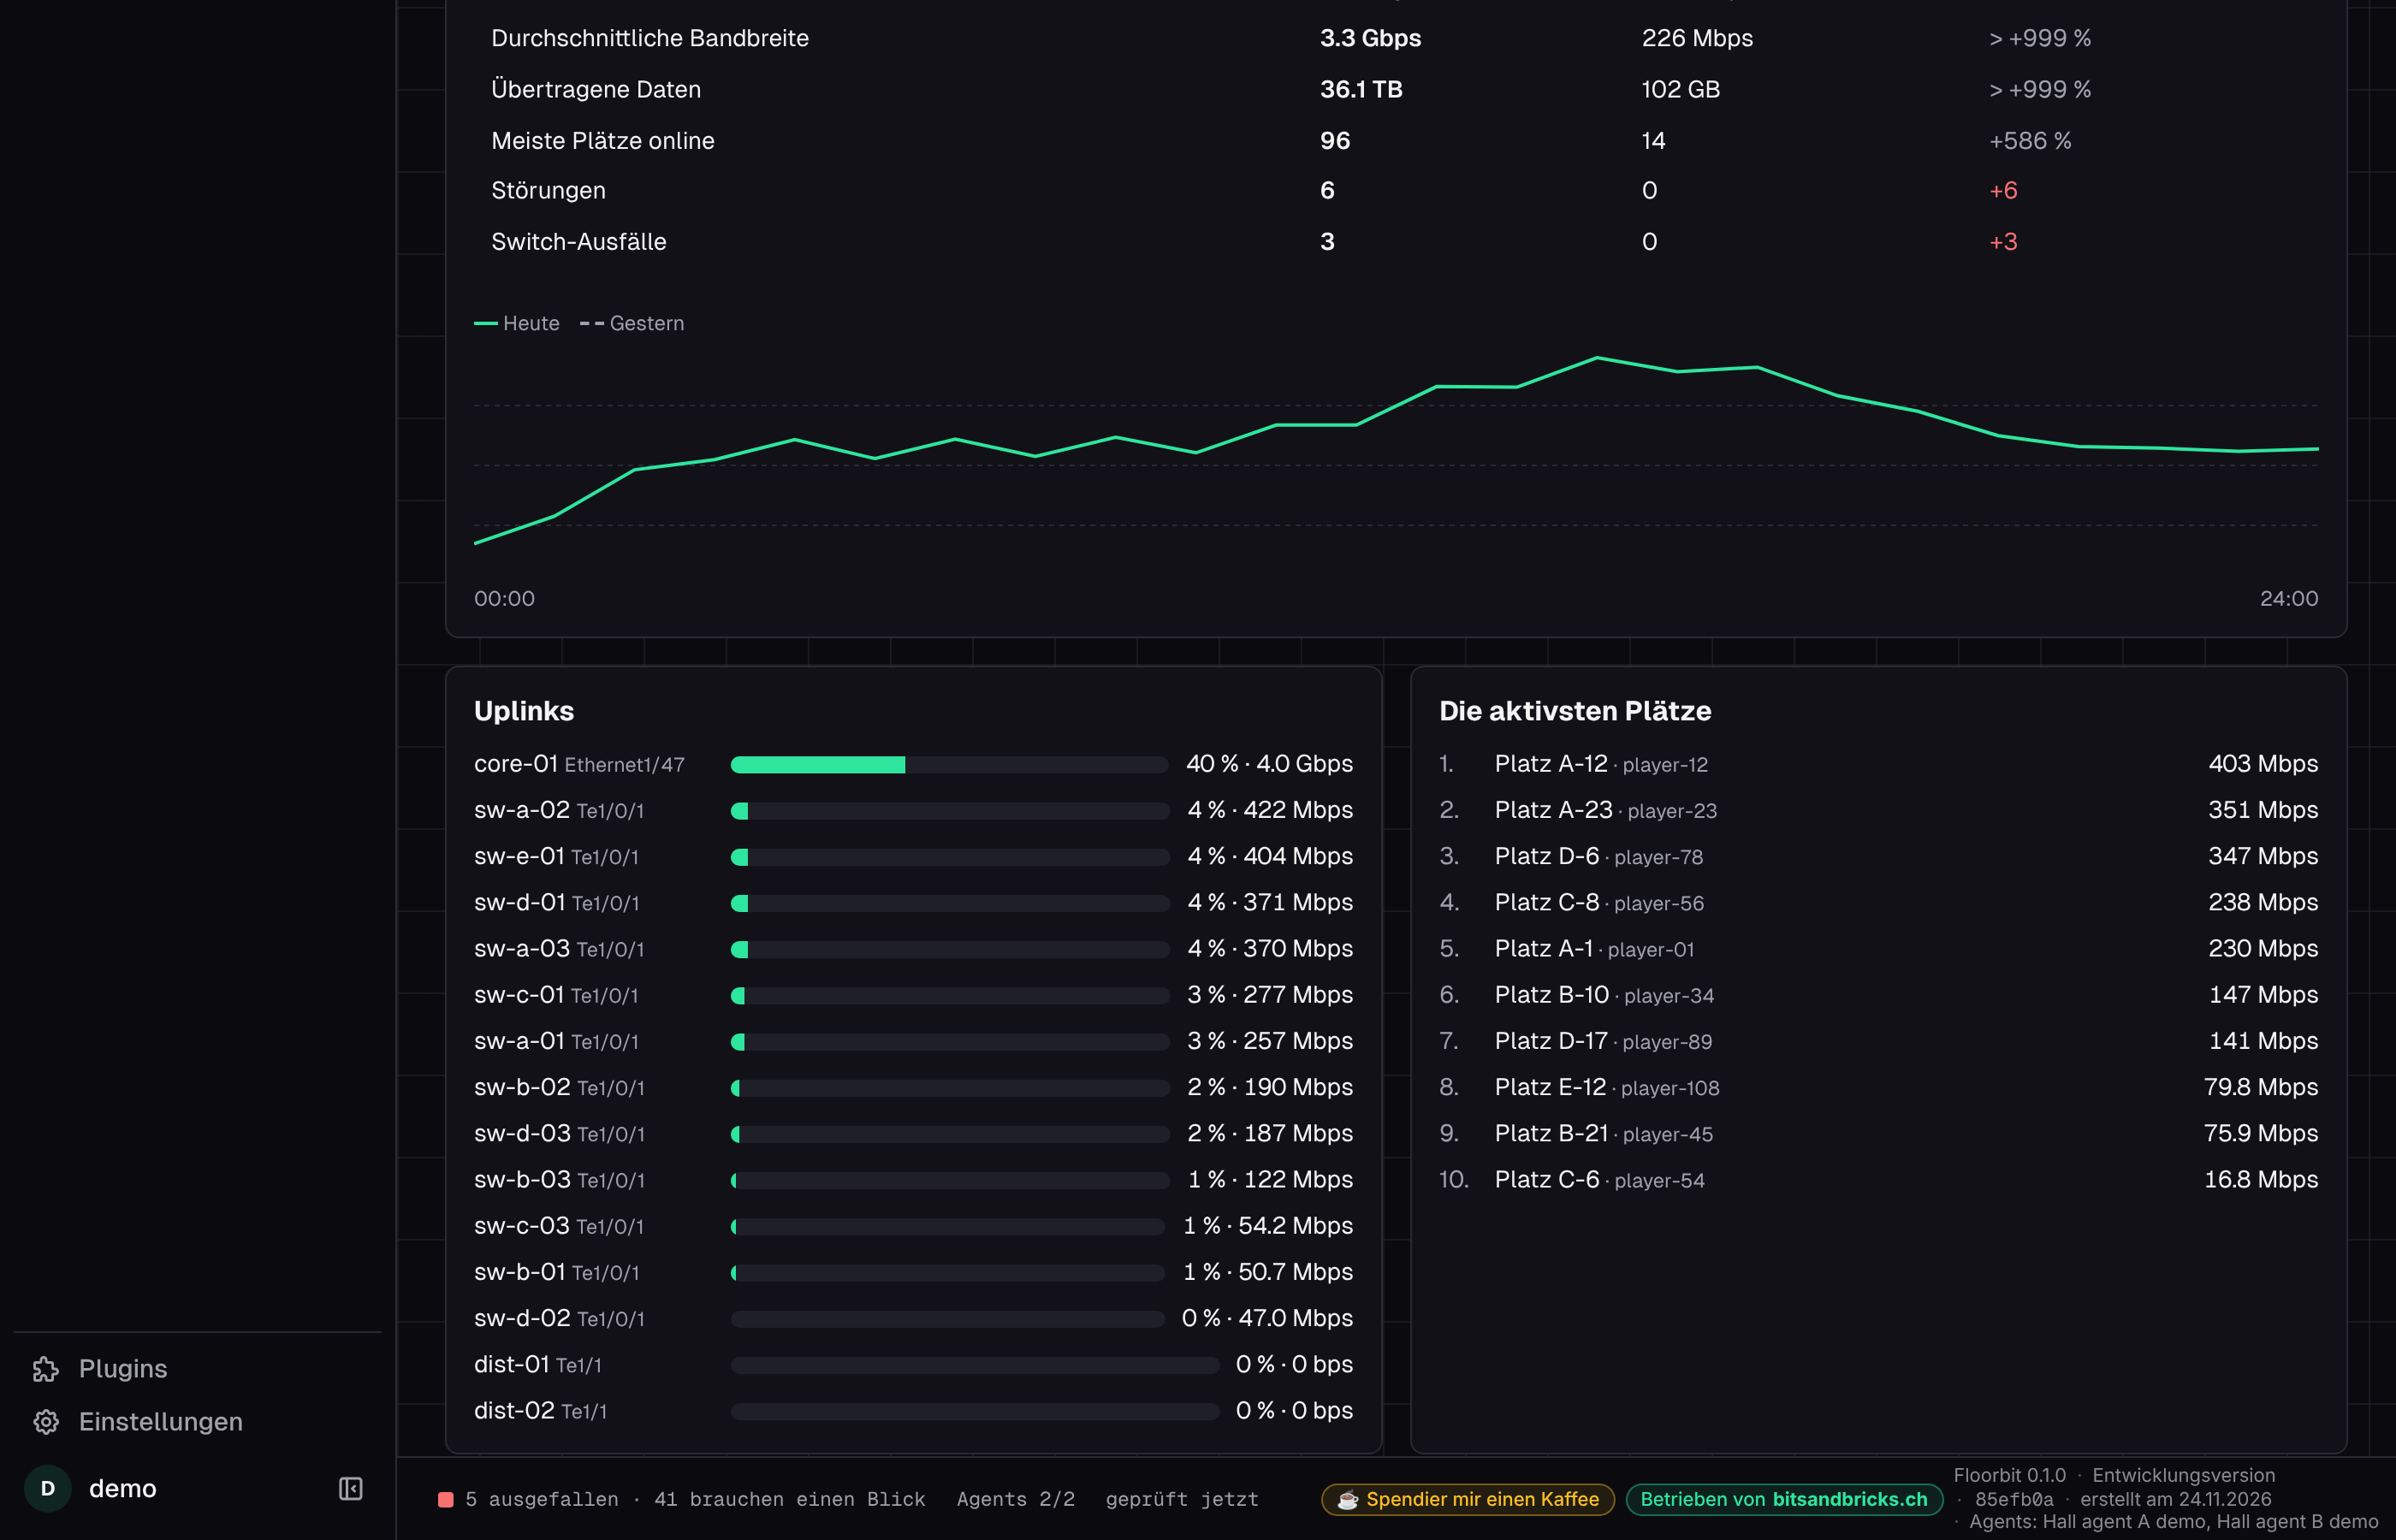 Durchschnittliche Bandbreite 3.3 Gbps 226 Mbps > +999 %
Übertragene Daten 36.1 TB 102 GB > +999 %
Meiste Plätze online 96 14 +586 %
Störungen 6 0 +6
Switch-Ausfälle 3 0 +3
Heute Gestern
00:00 24:00
Uplinks
core-01 Ethernet1/47 40 % · 4.0 Gbps
sw-a-02 Te1/0/1 4 % · 422 Mbps
sw-e-01 Te1/0/1 4 % · 404 Mbps
sw-d-01 Te1/0/1 4 % · 371 Mbps
sw-a-03 Te1/0/1 4 % · 370 Mbps
sw-c-01 Te1/0/1 3 % · 277 Mbps
sw-a-01 Te1/0/1 3 % · 257 Mbps
sw-b-02 Te1/0/1 2 % · 190 Mbps
sw-d-03 Te1/0/1 2 % · 187 Mbps
sw-b-03 Te1/0/1 1 % · 122 Mbps
sw-c-03 Te1/0/1 1 % · 54.2 Mbps
sw-b-01 Te1/0/1 1 % · 50.7 Mbps
sw-d-02 Te1/0/1 0 % · 47.0 Mbps
dist-01 Te1/1 0 % · 0 bps
dist-02 Te1/1 0 % · 0 bps
Die aktivsten Plätze
1. Platz A-12 · player-12 403 Mbps
2. Platz A-23 · player-23 351 Mbps
3. Platz D-6 · player-78 347 Mbps
4. Platz C-8 · player-56 238 Mbps
5. Platz A-1 · player-01 230 Mbps
6. Platz B-10 · player-34 147 Mbps
7. Platz D-17 · player-89 141 Mbps
8. Platz E-12 · player-108 79.8 Mbps
9. Platz B-21 · player-45 75.9 Mbps
10. Platz C-6 · player-54 16.8 Mbps
Plugins
Einstellungen
D demo
5 ausgefallen · 41 brauchen einen Blick Agents 2/2 geprüft jetzt
Spendier mir einen Kaffee
Betrieben von bitsandbricks.ch
Floorbit 0.1.0 · Entwicklungsversion
· 85efb0a · erstellt am 24.11.2026
· Agents: Hall agent A demo, Hall agent B demo